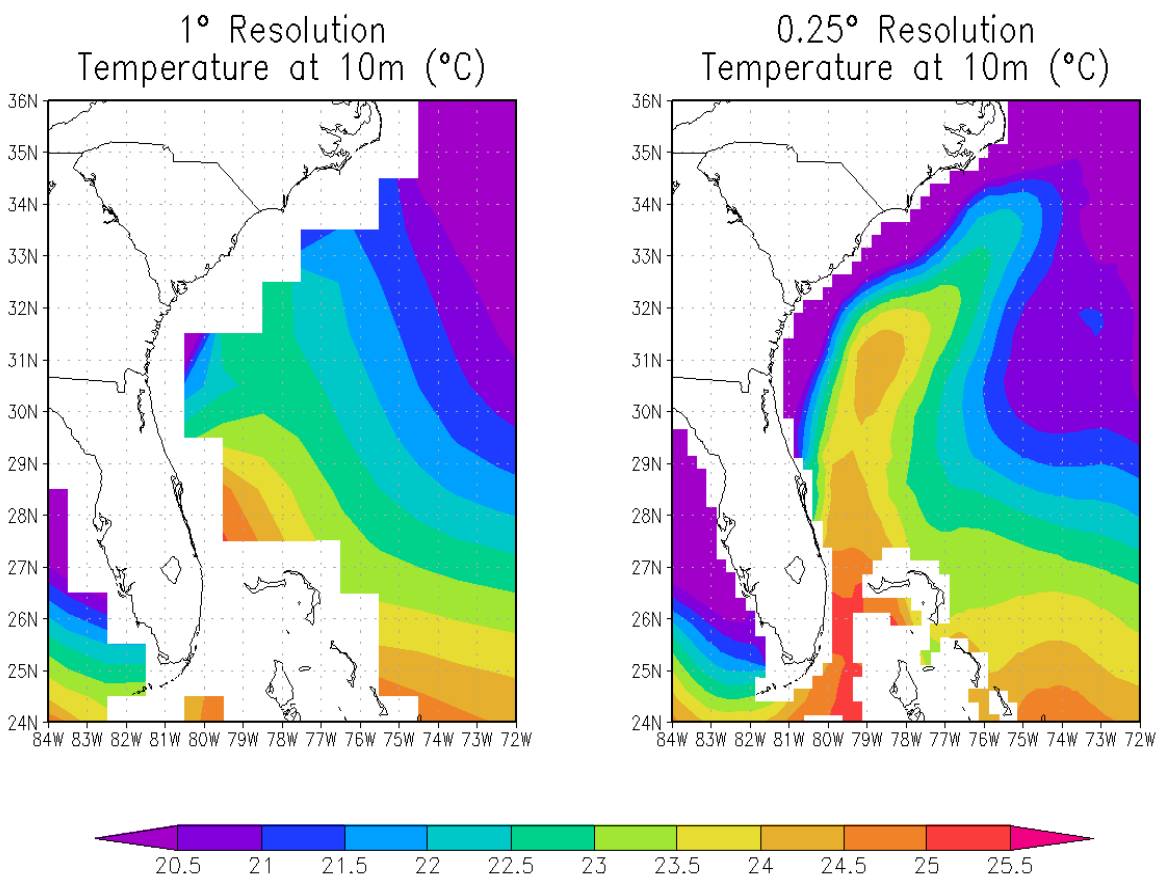 1° Resolution
Temperature at 10m (°C)
0.25° Resolution
Temperature at 10m (°C)
36N
35N
34N
33N
32N
31N
30N
29N
28N
27N
26N
25N
24N
84W 83W 82W 81W 80W 79W 78W 77W 76W 75W 74W 73W 72W
36N
35N
34N
33N
32N
31N
30N
29N
28N
27N
26N
25N
24N
84W 83W 82W 81W 80W 79W 78W 77W 76W 75W 74W 73W 72W
20.5 21 21.5 22 22.5 23 23.5 24 24.5 25 25.5